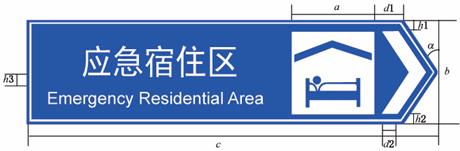 a d1
h1
α
b
应急宿住区
h3
Emergency Residential Area
h2
d2
c